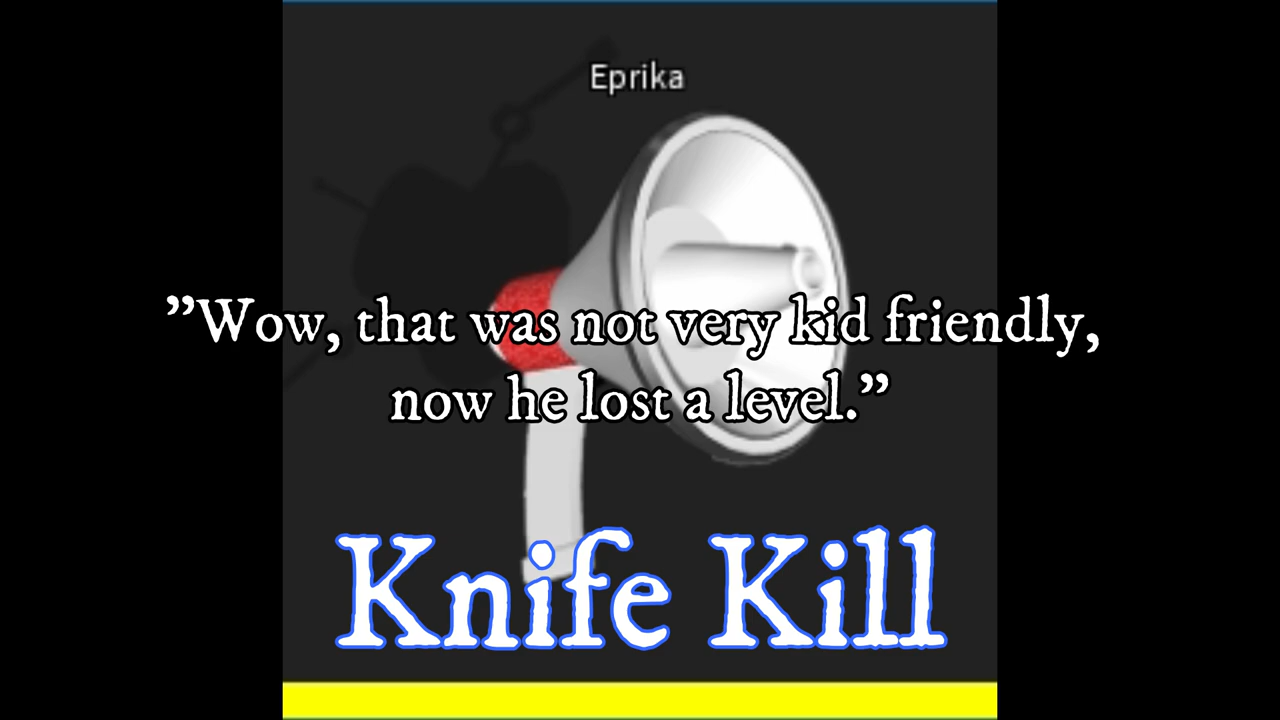 Eprika
”Wow, that was not very kid friendly,
now he lost a level.”
Knife Kill